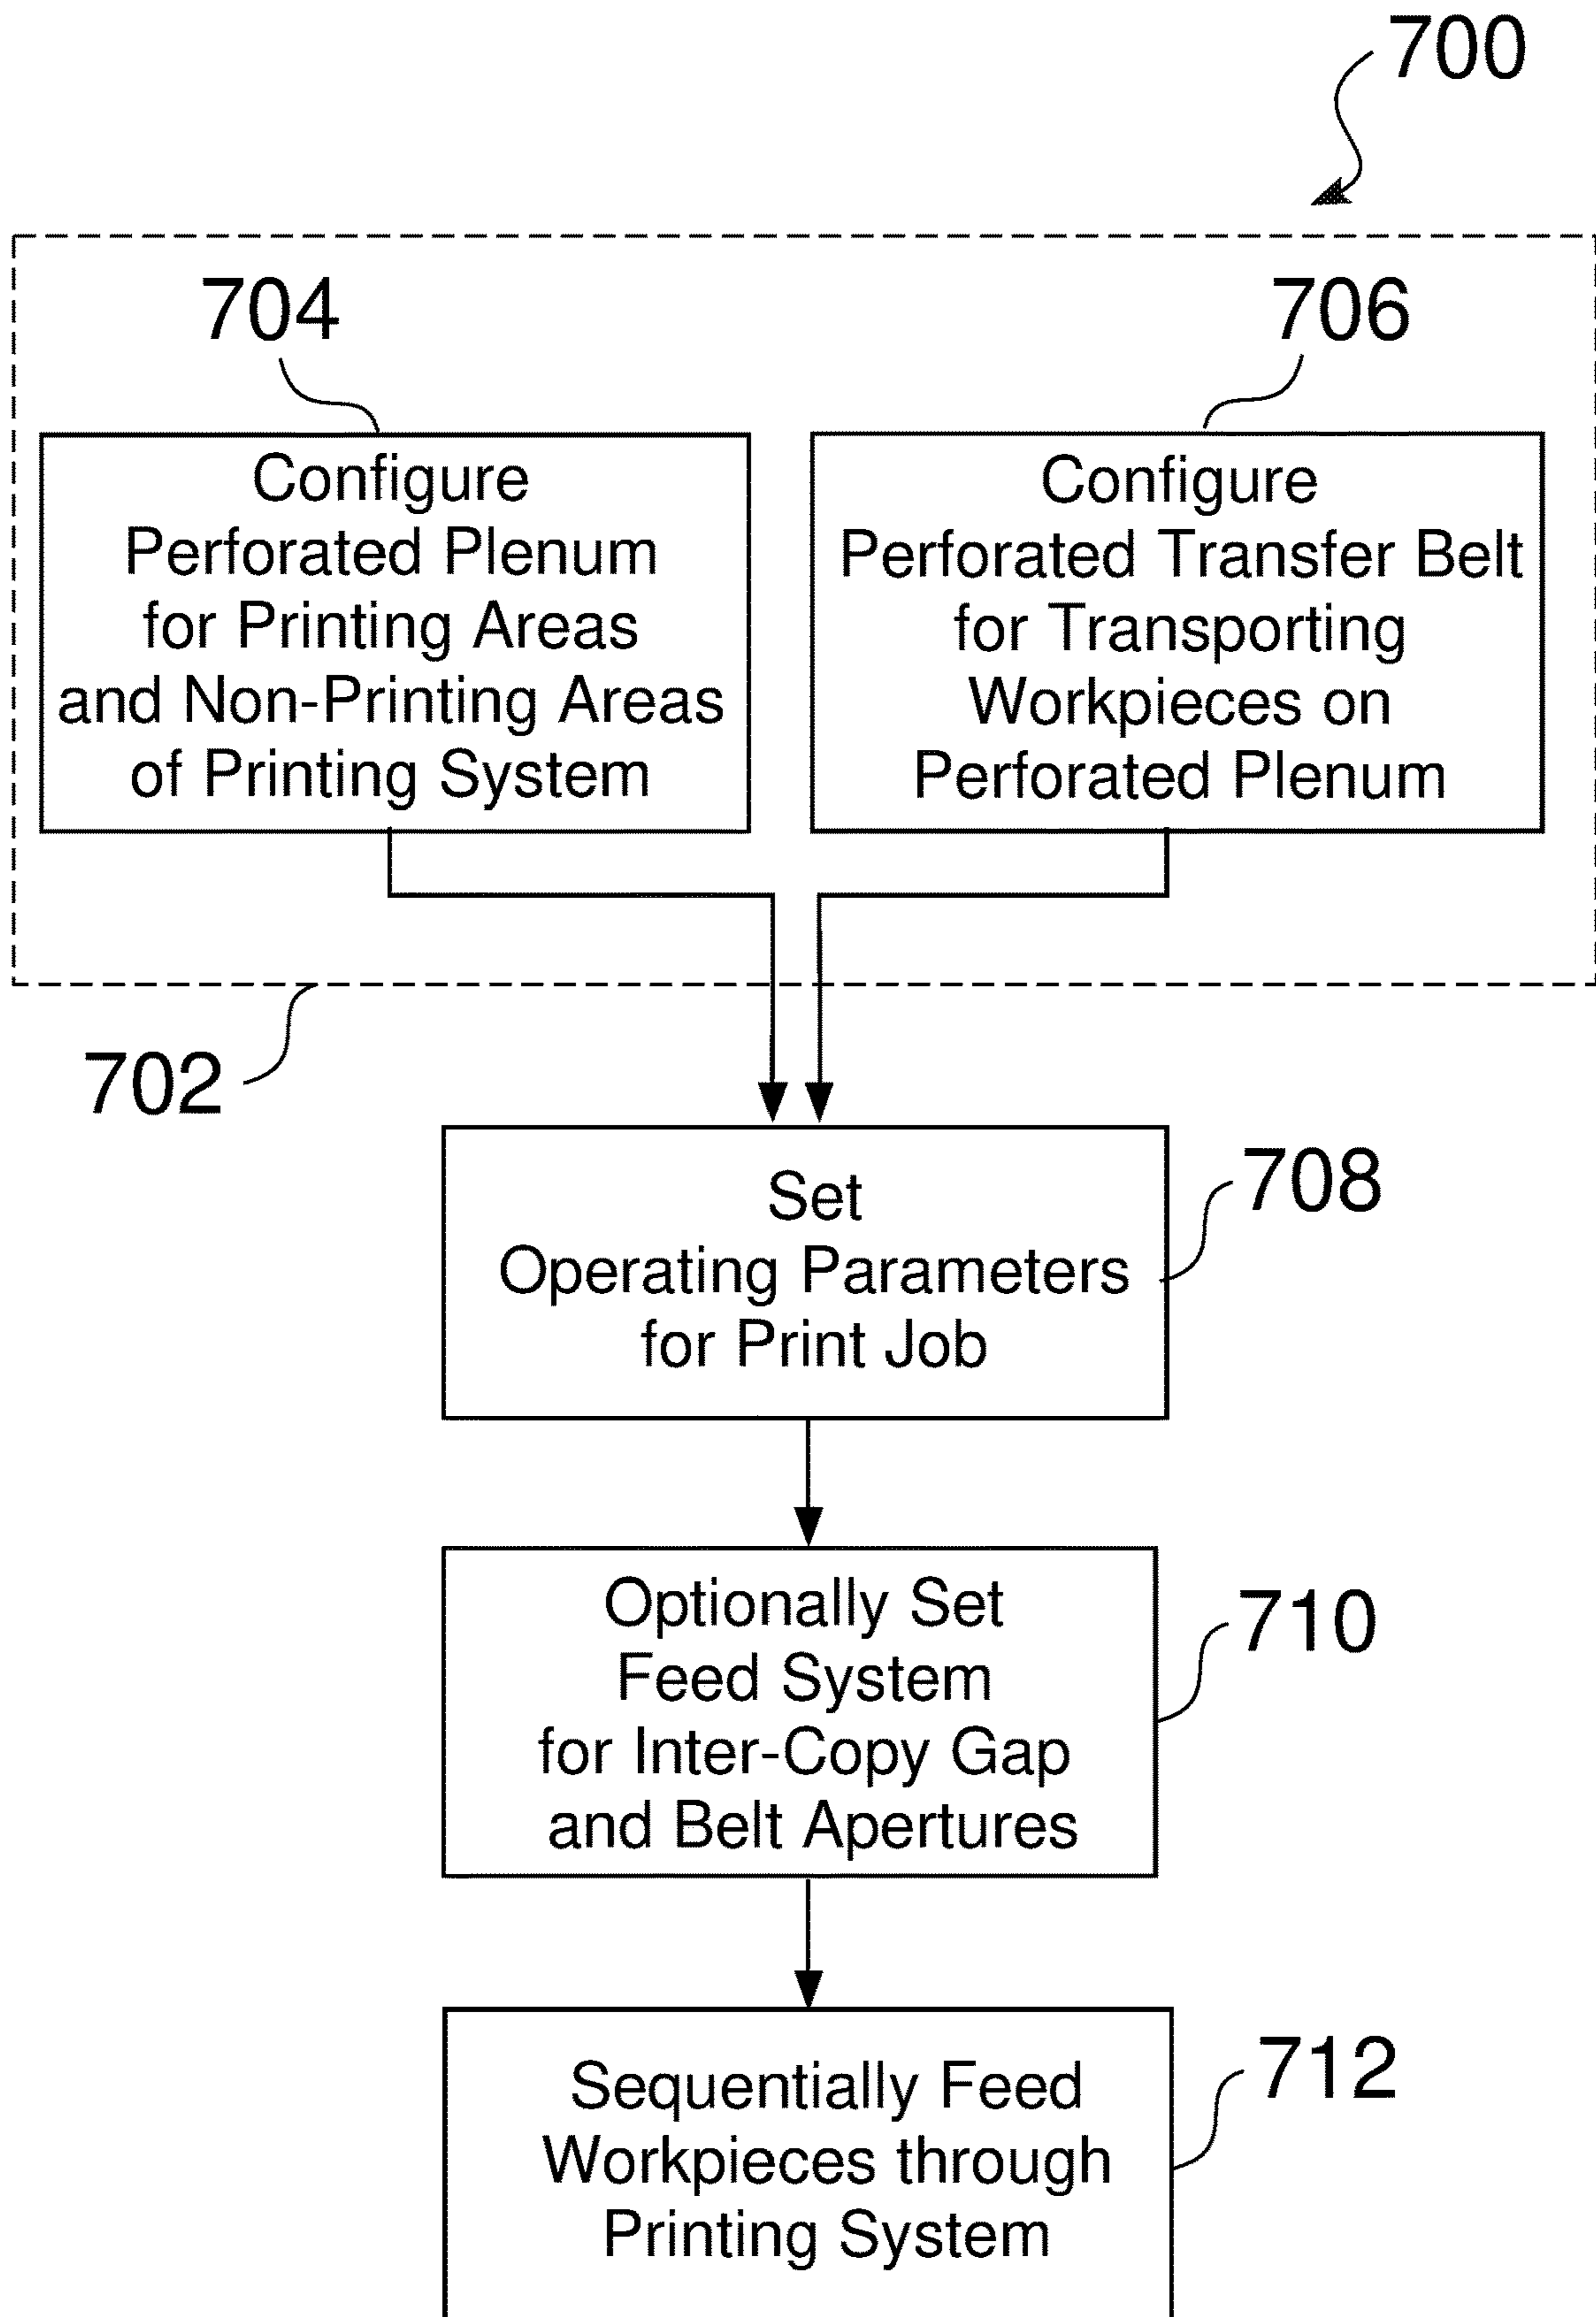 700
704
706
Configure
Perforated Plenum
for Printing Areas
and Non-Printing Areas
of Printing System
Configure
Perforated Transfer Belt
for Transporting
Workpieces on
Perforated Plenum
702
Set
Operating Parameters
for Print Job
708
Optionally Set
Feed System
for Inter-Copy Gap
and Belt Apertures
710
Sequentially Feed
Workpieces through
Printing System
712